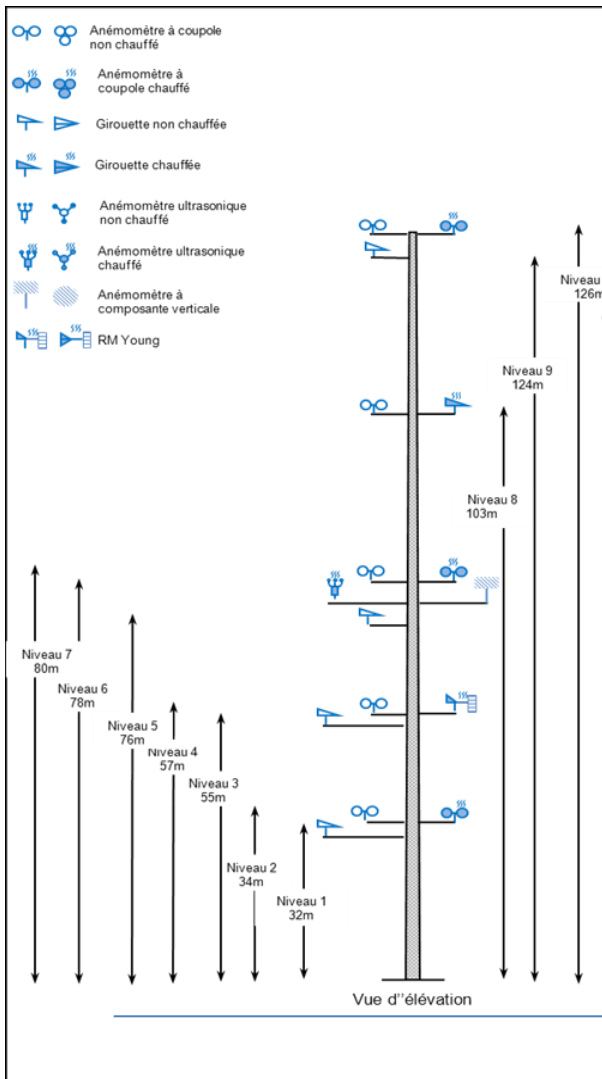 Anémomètre à coupole
non chauffé
Anémomètre à
coupole chauffé
Girouette non chauffée
Girouette chauffée
Anémomètre ultrasonique
non chauffé
Anémomètre ultrasonique
chauffé
Anémomètre à
composante verticale
RM Young
Niveau
126m
Niveau 9
124m
Niveau 8
103m
Niveau 7
80m
Niveau 6
78m
Niveau 5
76m
Niveau 4
57m
Niveau 3
55m
Niveau 2
34m
Niveau 1
32m
Vue d''élévation